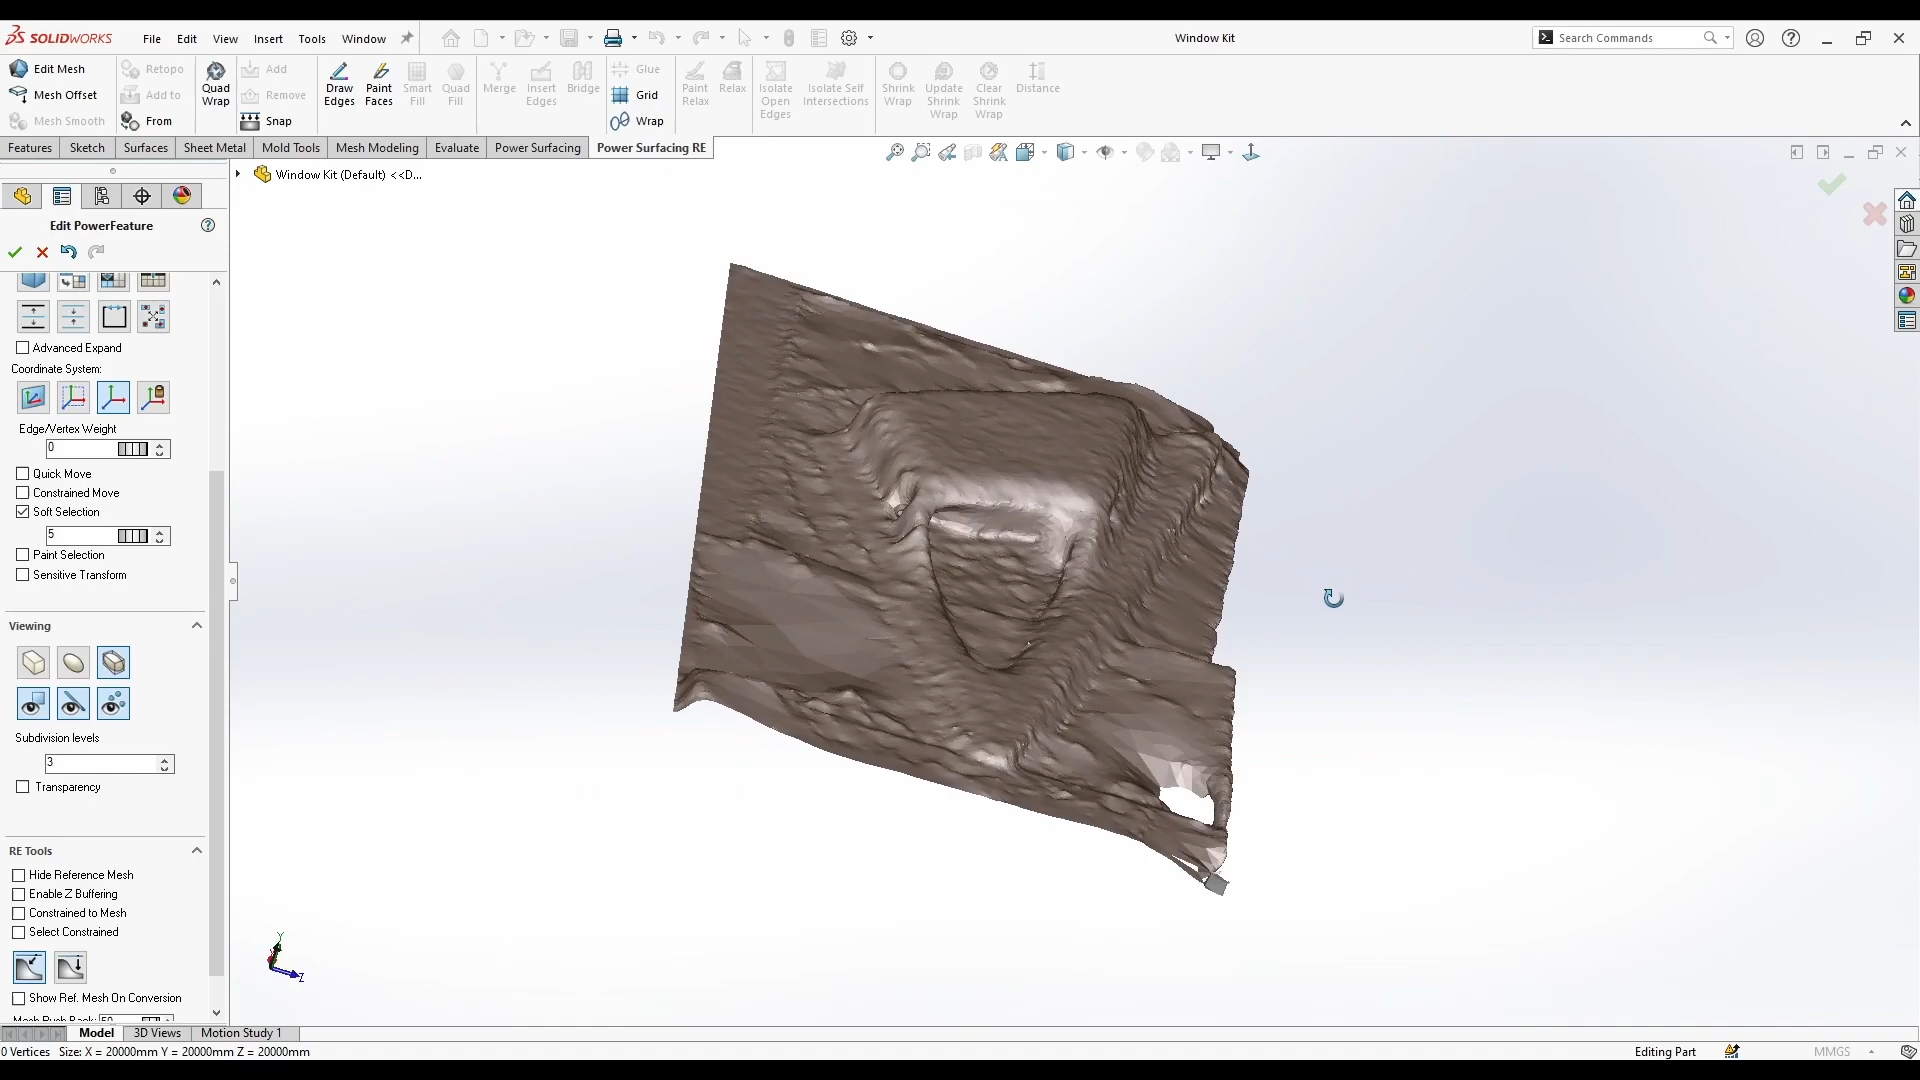 SOLIDWORKS File Edit View Insert Tools Window Window Kit Search Commands
Edit Mesh
Mesh Offset
Mesh Smooth
Retopo
Add to
From
Quad
Wrap
Add
Remove
Snap
Draw
Edges
Paint
Faces
Smart
Fill
Quad
Fill
Merge
Insert
Edges
Bridge
Glue
Grid
Wrap
Paint
Relax
Relax
Isolate
Open
Edges
Isolate Self
Intersections
Shrink
Wrap
Update
Shrink
Wrap
Clear
Shrink
Wrap
Distance
Features Sketch Surfaces Sheet Metal Mold Tools Mesh Modeling Evaluate Power Surfacing Power Surfacing RE
Window Kit (Default) <<D...
Edit PowerFeature
Advanced Expand
Coordinate System:
Edge/Vertex Weight
0
Quick Move
Constrained Move
Soft Selection
5
Paint Selection
Sensitive Transform
Viewing
Subdivision levels
3
Transparency
RE Tools
Hide Reference Mesh
Enable Z Buffering
Constrained to Mesh
Select Constrained
Show Ref. Mesh On Conversion
Mesh Push Back: 50
Y
Z
Model 3D Views Motion Study 1
0 Vertices Size: X = 20000mm Y = 20000mm Z = 20000mm Editing Part MMGS